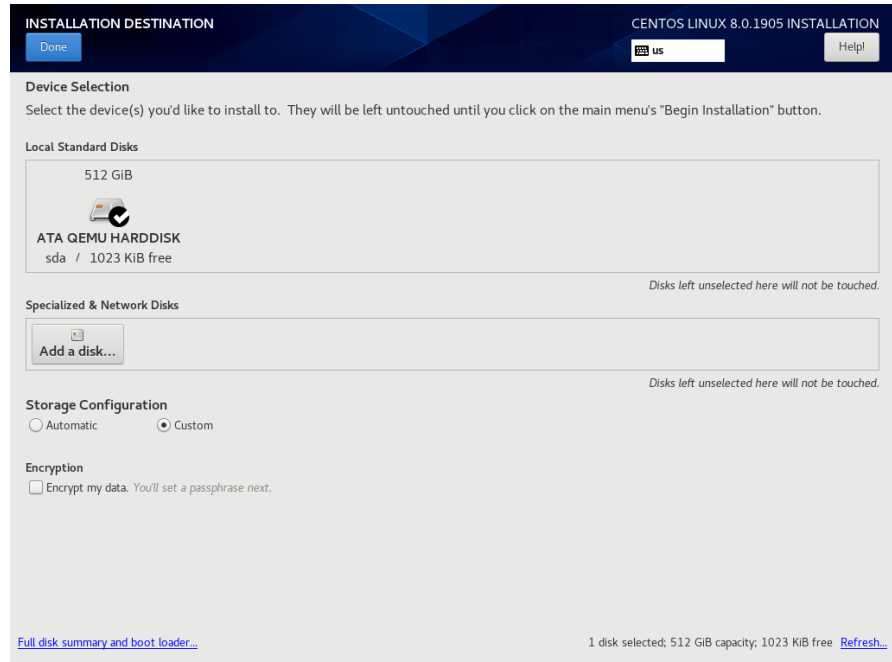 INSTALLATION DESTINATION
CENTOS LINUX 8.0.1905 INSTALLATION
Done
us
Help!
Device Selection
Select the device(s) you'd like to install to.  They will be left untouched until you click on the main menu's "Begin Installation" button.
Local Standard Disks
512 GiB
ATA QEMU HARDDISK
sda / 1023 KiB free
Disks left unselected here will not be touched.
Specialized & Network Disks
Add a disk...
Disks left unselected here will not be touched.
Storage Configuration
Automatic
Custom
Encryption
Encrypt my data. You'll set a passphrase next.
Full disk summary and boot loader...
1 disk selected; 512 GiB capacity; 1023 KiB free Refresh...